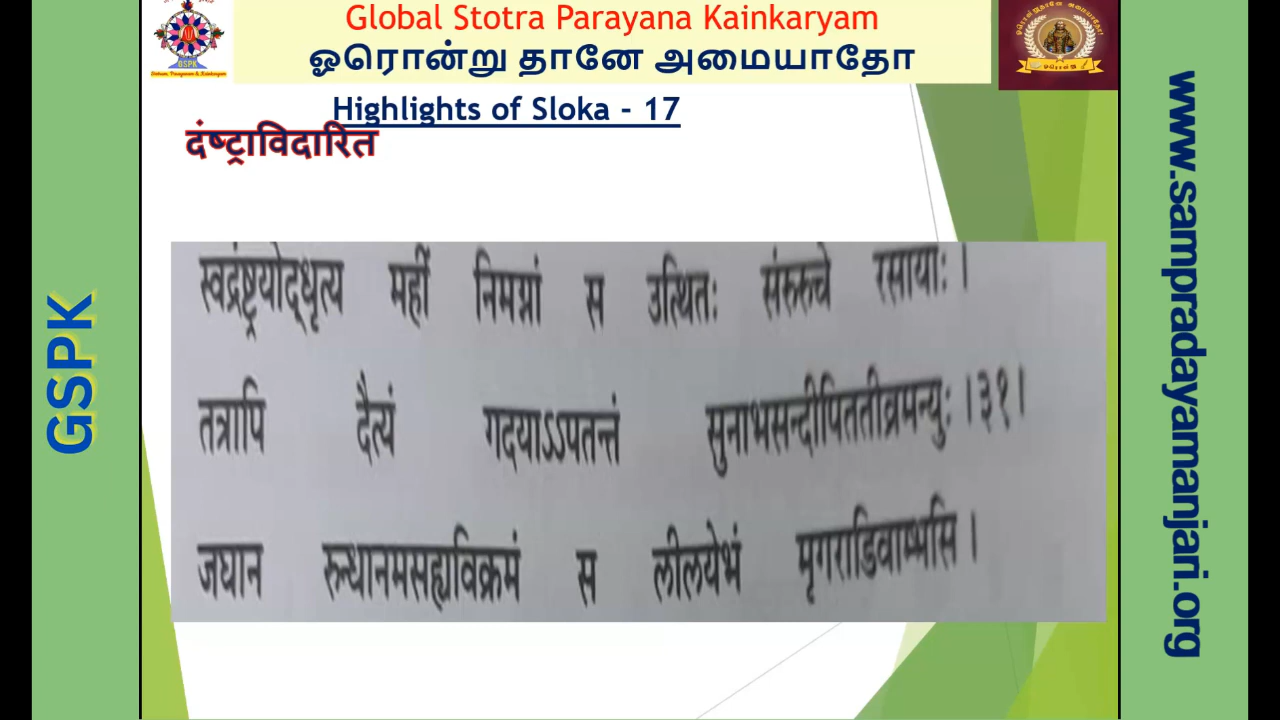 Global Stotra Parayana Kainkaryam
ஓரொன்று தானே அமையாதோ
Highlights of Sloka - 17
दंष्ट्राविदारित
स्वद्रंष्ट्रयोद्धृत्य महीं निमग्नां स उत्थितः संरुरुचे रसायाः ।
तत्रापि दैत्यं गदयाऽऽपतन्तं सुनाभसन्दीपिततीव्रमन्युः ।३१।
जघान रुन्धानमसह्यविक्रमं स लीलयेभं मृगराडिवाम्भसि ।
GSPK
www.sampradayamanjari.org